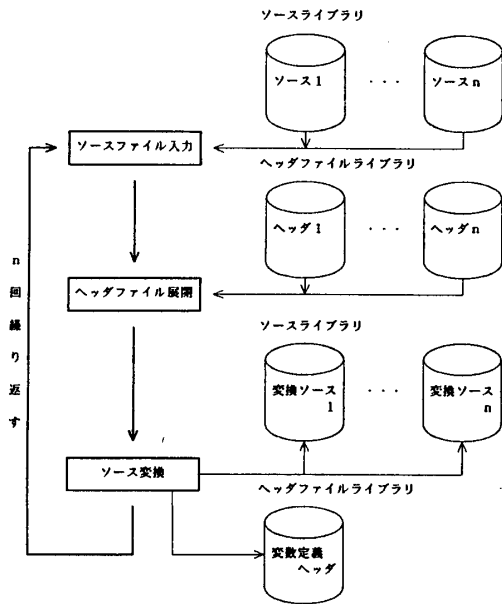 ソースライブラリ
ソース1
・・・
ソースn
ソースファイル入力
ヘッダファイルライブラリ
ヘッダ1
・・・
ヘッダn
n回繰り返す
ヘッダファイル展開
ソースライブラリ
変換ソース
1
・・・
変換ソース
n
ソース変換
ヘッダファイルライブラリ
変数定義
ヘッダ